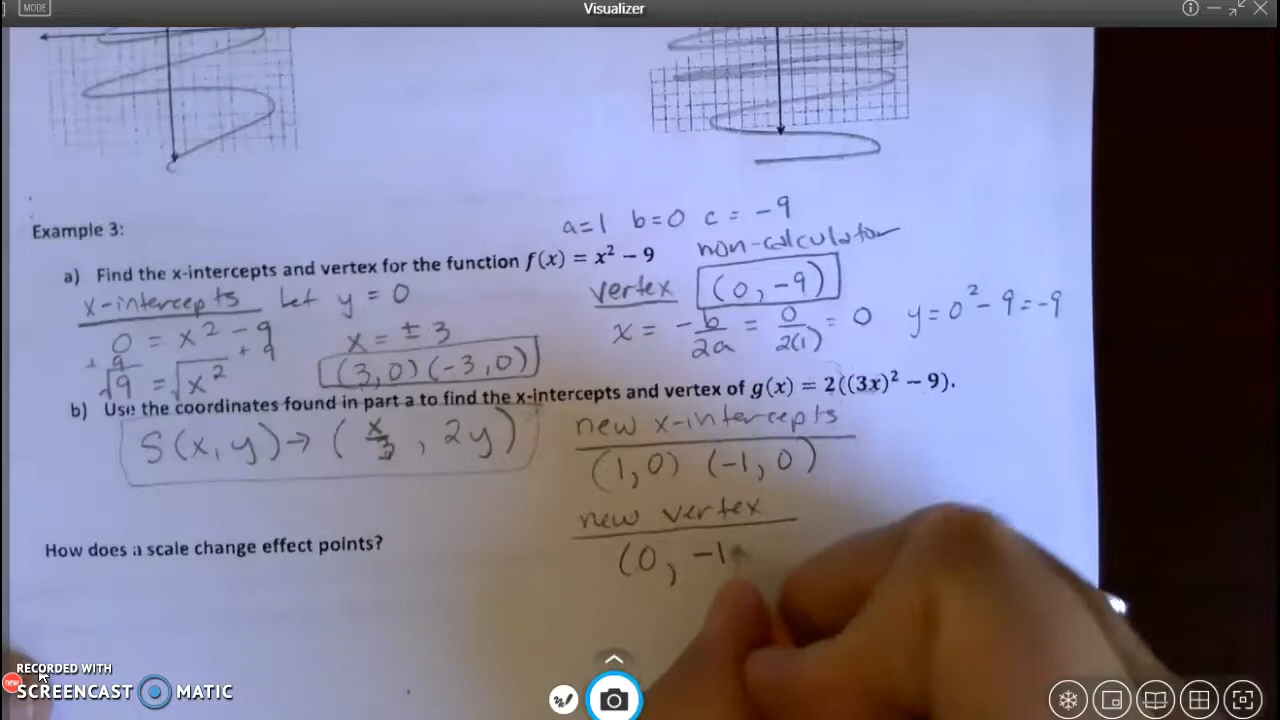 MODE
Visualizer
Example 3:
a=1 b=0 c = -9
a) Find the x-intercepts and vertex for the function f(x) = x² − 9
non-calculator
x-intercepts Let y = 0
0 = x² - 9
+9 +9
√9 = √x²
x = ± 3
(3,0) (-3,0)
vertex (0, -9)
x = -b/2a = 0/2(1) = 0 y = 0² - 9 = -9
b) Use the coordinates found in part a to find the x-intercepts and vertex of g(x) = 2((3x)² − 9).
S(x,y) → (x/3, 2y)
new x-intercepts
(1,0) (-1,0)
new vertex
(0, -1
How does a scale change effect points?
RECORDED WITH
SCREENCAST MATIC
new